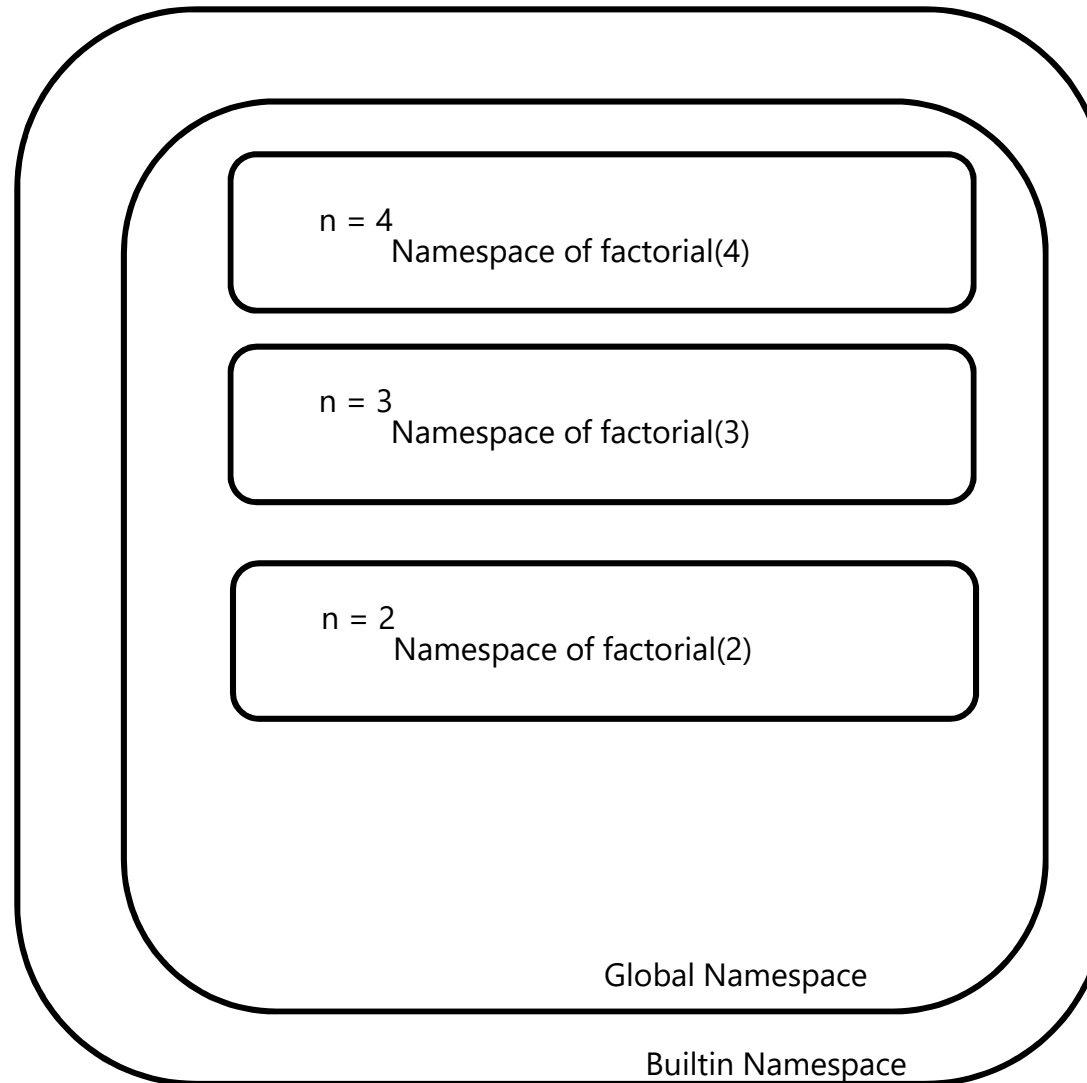 n = 4
Namespace of factorial(4)
n = 3
Namespace of factorial(3)
n = 2
Namespace of factorial(2)
Global Namespace
Builtin Namespace